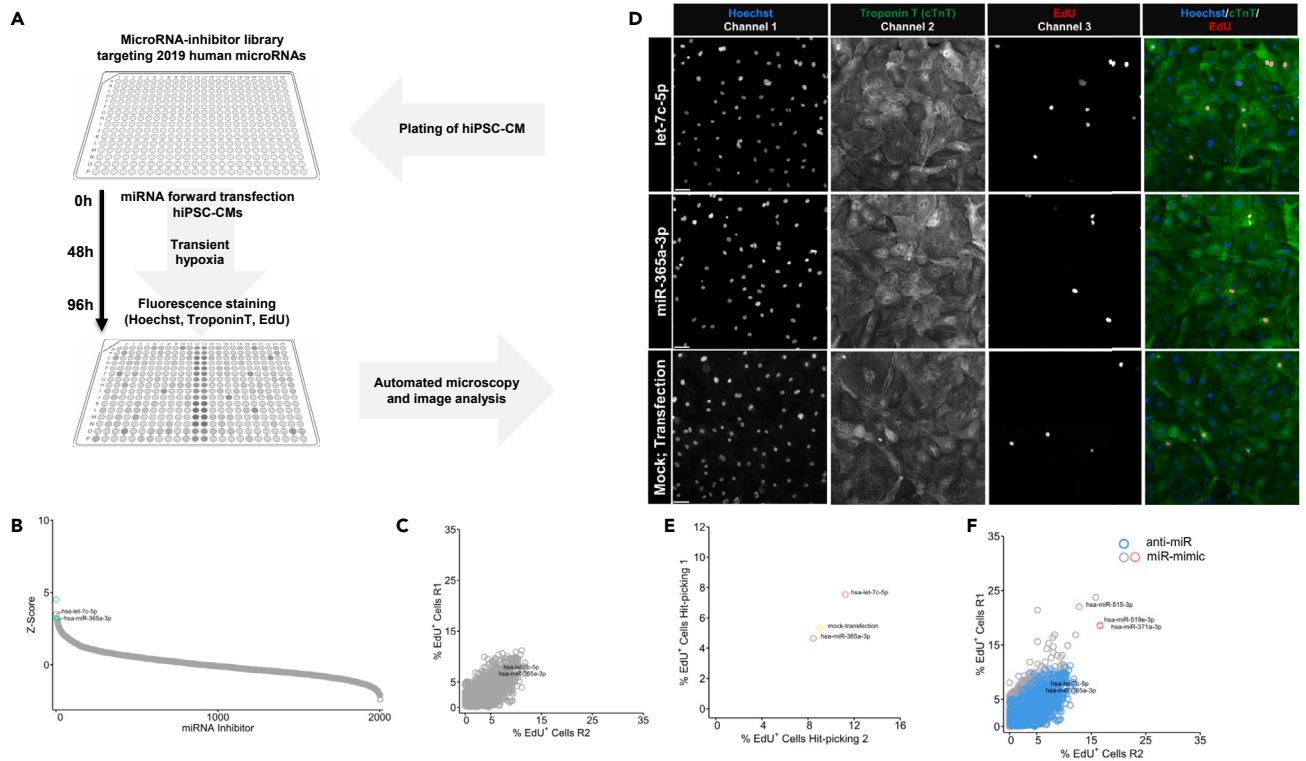 A
MicroRNA-inhibitor library
targeting 2019 human microRNAs
Plating of hiPSC-CM
0h
miRNA forward transfection
hiPSC-CMs
48h
Transient
hypoxia
96h
Fluorescence staining
(Hoechst, TroponinT, EdU)
Automated microscopy
and image analysis
D
Hoechst
Channel 1
Troponin T (cTnT)
Channel 2
EdU
Channel 3
Hoechst/cTnT/
EdU
let-7c-5p
miR-365a-3p
Mock; Transfection
B
Z-Score
10
5
0
hsa-let-7c-5p
hsa-miR-365a-3p
0
1000
2000
miRNA Inhibitor
C
% EdU⁺ Cells R1
35
25
15
5
0
hsa-let-7c-5p
hsa-miR-365a-3p
0
5
15
25
35
% EdU⁺ Cells R2
E
% EdU⁺ Cells Hit-picking 1
12
10
8
6
4
2
0
hsa-let-7c-5p
mock-transfection
hsa-miR-365a-3p
0
4
8
12
16
% EdU⁺ Cells Hit-picking 2
F
anti-miR
miR-mimic
% EdU⁺ Cells R1
35
25
15
5
0
hsa-miR-515-3p
hsa-miR-519e-3p
hsa-miR-371a-3p
hsa-let-7c-5p
hsa-miR-365a-3p
0
5
15
25
35
% EdU⁺ Cells R2